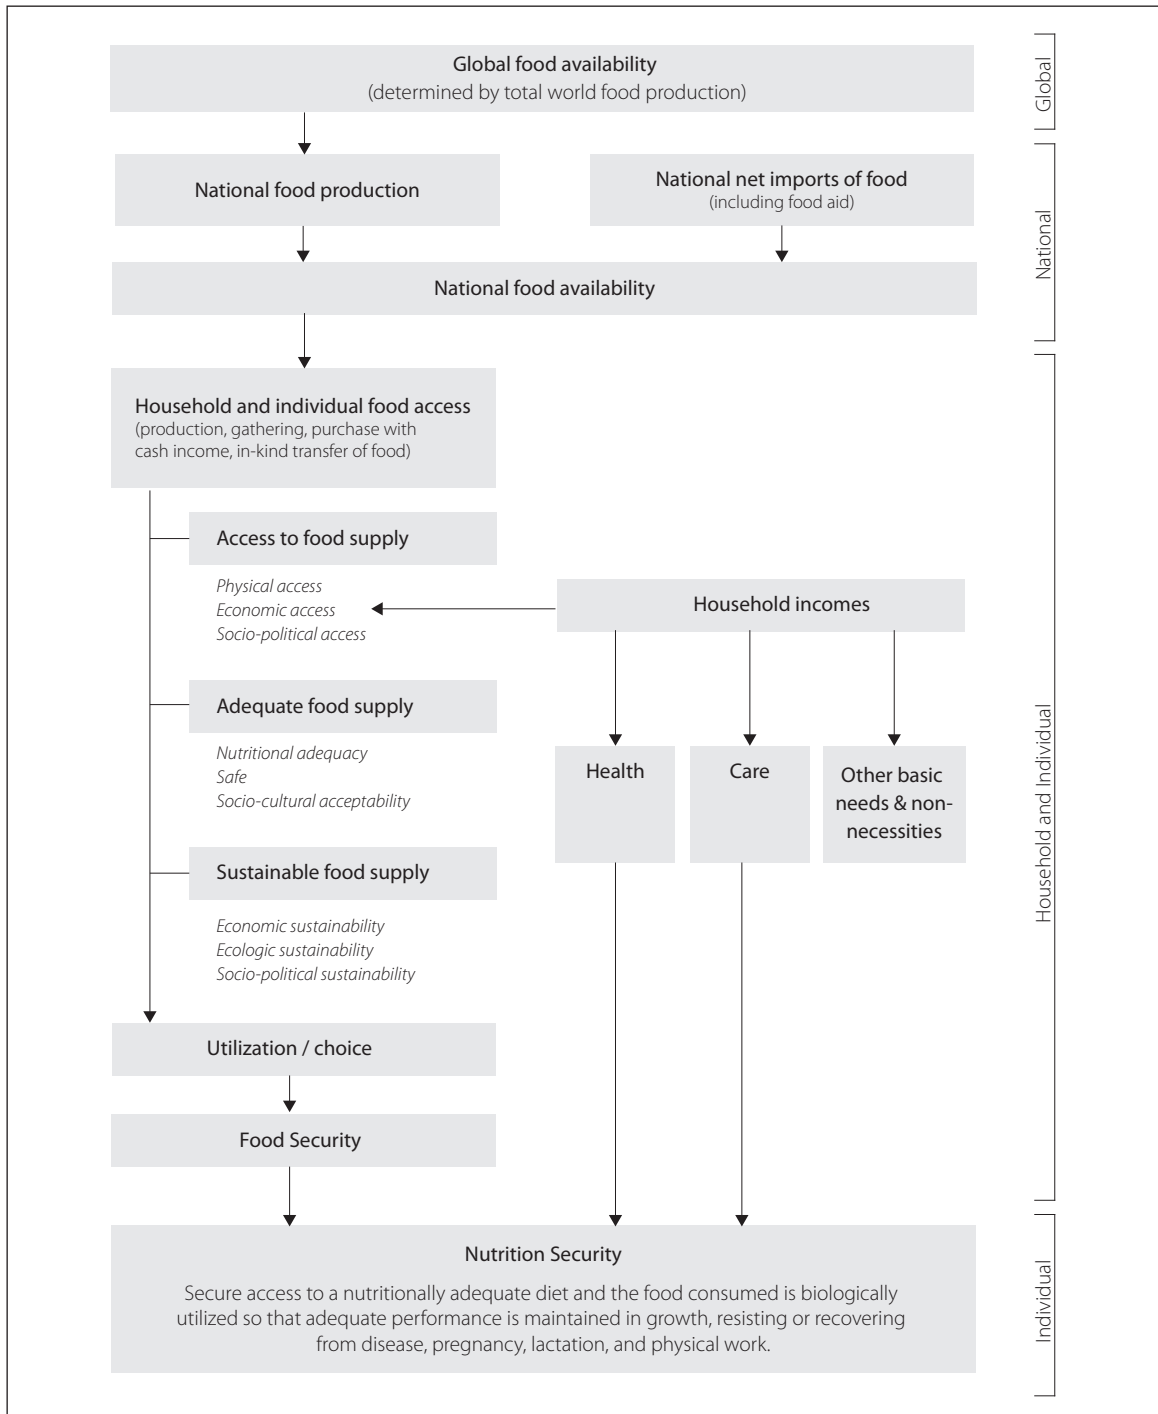 Global food availability
(determined by total world food production)
Global
National food production
National net imports of food
(including food aid)
National
National food availability
Household and individual food access
(production, gathering, purchase with
cash income, in-kind transfer of food)
Access to food supply
Physical access
Economic access
Socio-political access
Household incomes
Adequate food supply
Nutritional adequacy
Safe
Socio-cultural acceptability
Health
Care
Other basic
needs & non-
necessities
Household and Individual
Sustainable food supply
Economic sustainability
Ecologic sustainability
Socio-political sustainability
Utilization / choice
Food Security
Nutrition Security
Secure access to a nutritionally adequate diet and the food consumed is biologically
utilized so that adequate performance is maintained in growth, resisting or recovering
from disease, pregnancy, lactation, and physical work.
Individual